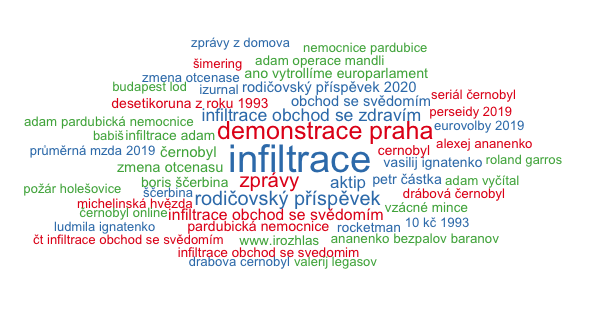 zprávy z domova
nemocnice pardubice
šimering
adam operace mandli
zmena otcenase
ano vytrollíme europarlament
budapest lod
izurnal
rodičovský příspěvek 2020
desetikoruna z roku 1993
obchod se svědomím
seriál černobyl
infiltrace obchod se zdravím
perseidy 2019
adam pardubická nemocnice
demonstrace praha
eurovolby 2019
babiš
infiltrace adam
alexej ananenko
průměrná mzda 2019
černobyl
infiltrace
černobyl
vasilij ignatenko
roland garros
zmena otcenasu
boris ščerbina
zprávy
aktip
petr částka
adam vyčítal
požár holešovice
ščerbina
rodičovský příspěvek
drábová černobyl
michelinská hvězda
vzácné mince
černobyl online
infiltrace obchod se svědomím
ludmila ignatenko
pardubická nemocnice
rocketman
10 kč 1993
čt infiltrace obchod se svědomím
www.irozhlas
ananenko bezpalov baranov
infiltrace obchod se svedomim
drabova cernobyl
valerij legasov